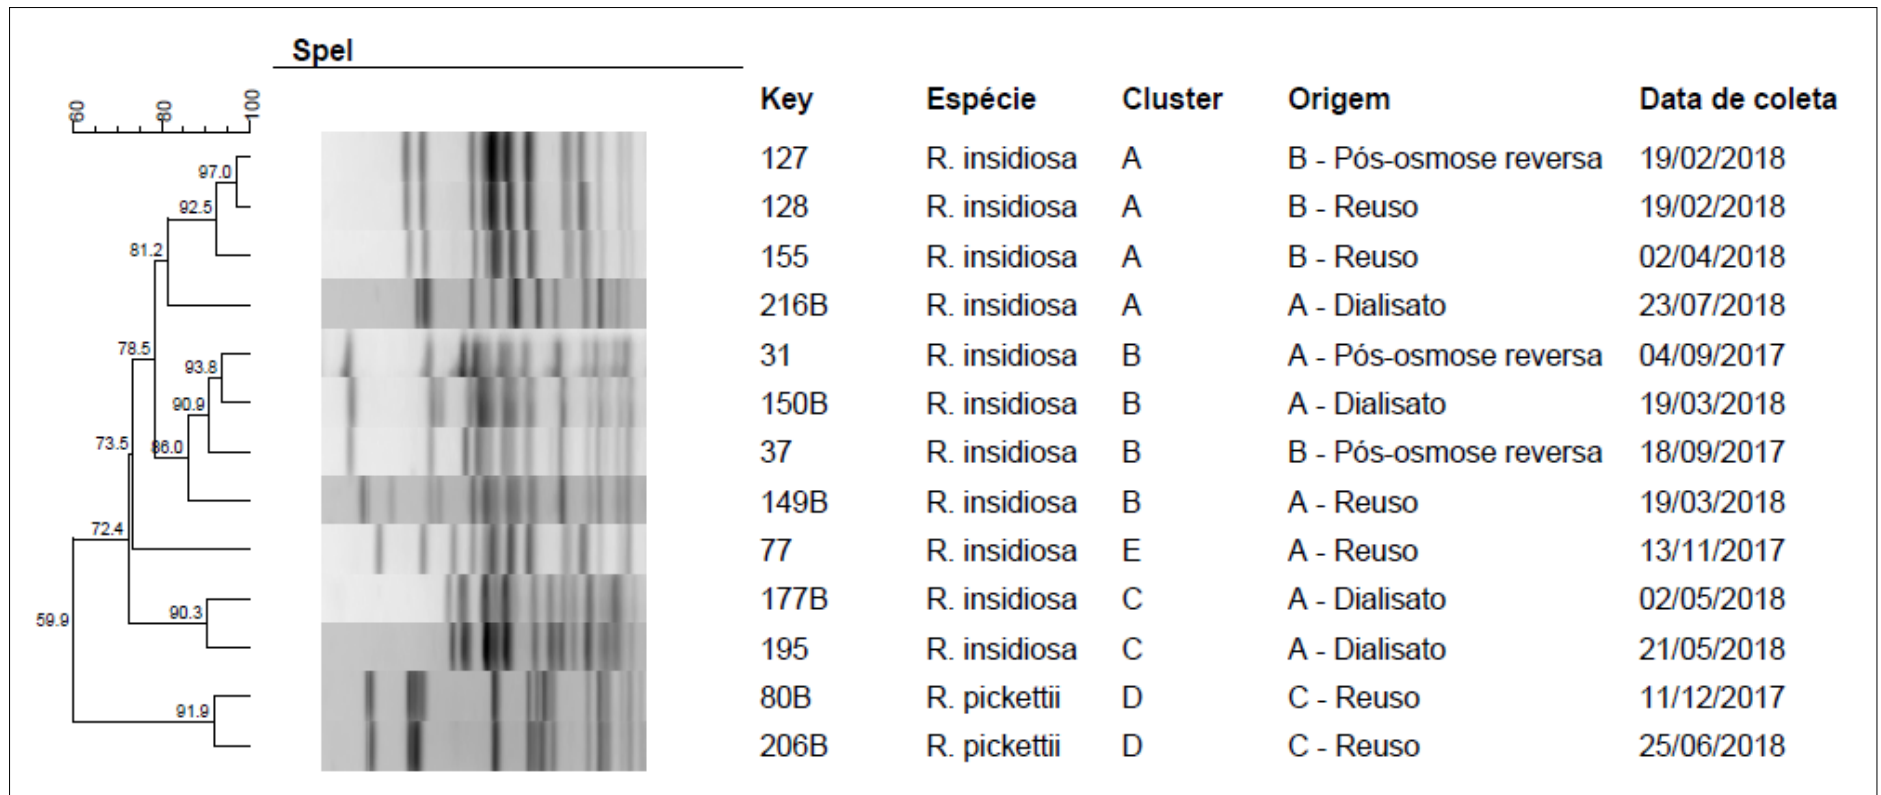 Spel
60 80 100
Key Espécie Cluster Origem Data de coleta
127 R. insidiosa A B - Pós-osmose reversa 19/02/2018
97.0
128 R. insidiosa A B - Reuso 19/02/2018
92.5
155 R. insidiosa A B - Reuso 02/04/2018
81.2
216B R. insidiosa A A - Dialisato 23/07/2018
78.5
31 R. insidiosa B A - Pós-osmose reversa 04/09/2017
93.8
150B R. insidiosa B A - Dialisato 19/03/2018
90.9
73.5
86.0
37 R. insidiosa B B - Pós-osmose reversa 18/09/2017
149B R. insidiosa B A - Reuso 19/03/2018
72.4
77 R. insidiosa E A - Reuso 13/11/2017
177B R. insidiosa C A - Dialisato 02/05/2018
90.3
59.9
195 R. insidiosa C A - Dialisato 21/05/2018
80B R. pickettii D C - Reuso 11/12/2017
91.9
206B R. pickettii D C - Reuso 25/06/2018